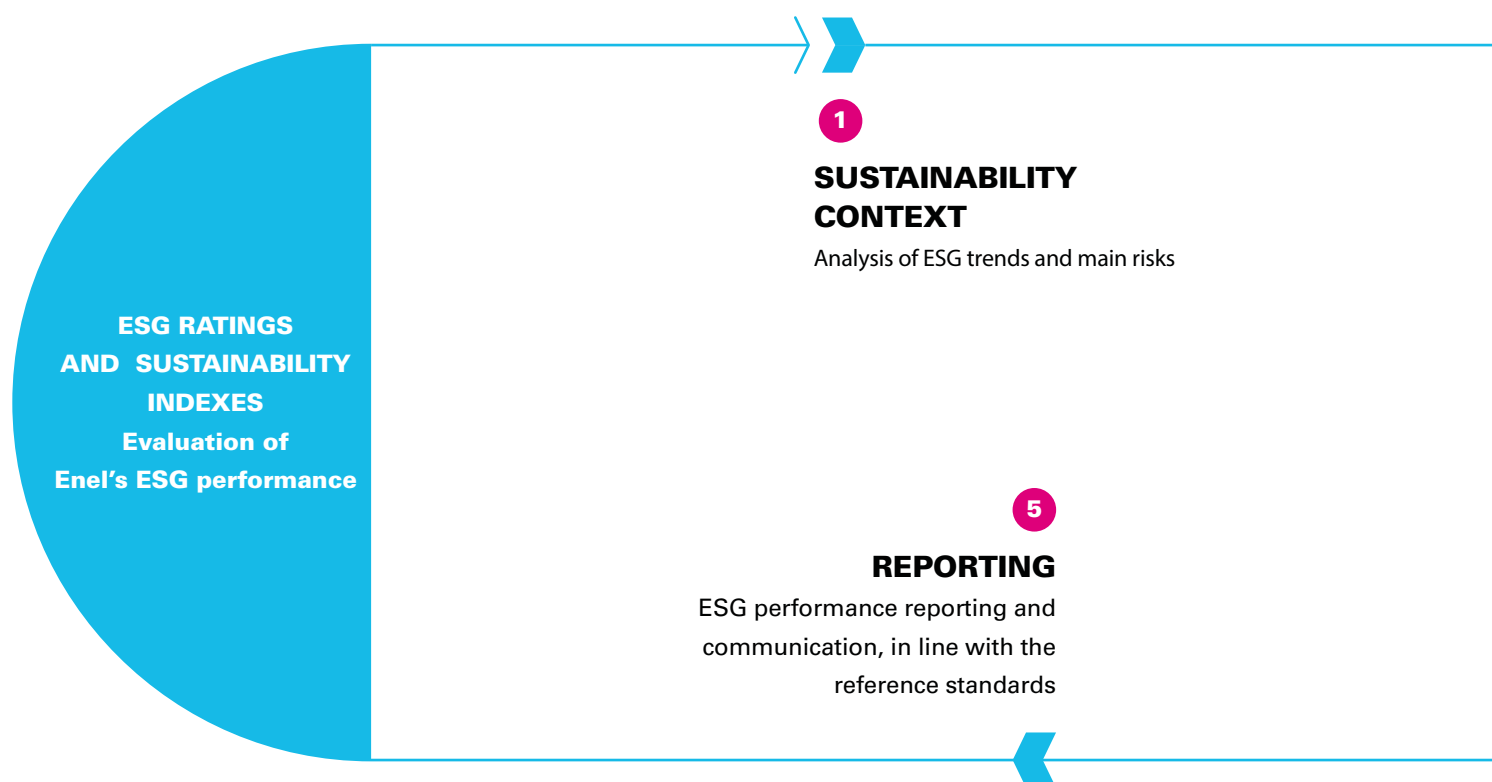 ESG RATINGS
AND SUSTAINABILITY
INDEXES
Evaluation of
Enel’s ESG performance
1
SUSTAINABILITY
CONTEXT
Analysis of ESG trends and main risks
5
REPORTING
ESG performance reporting and
communication, in line with the
reference standards